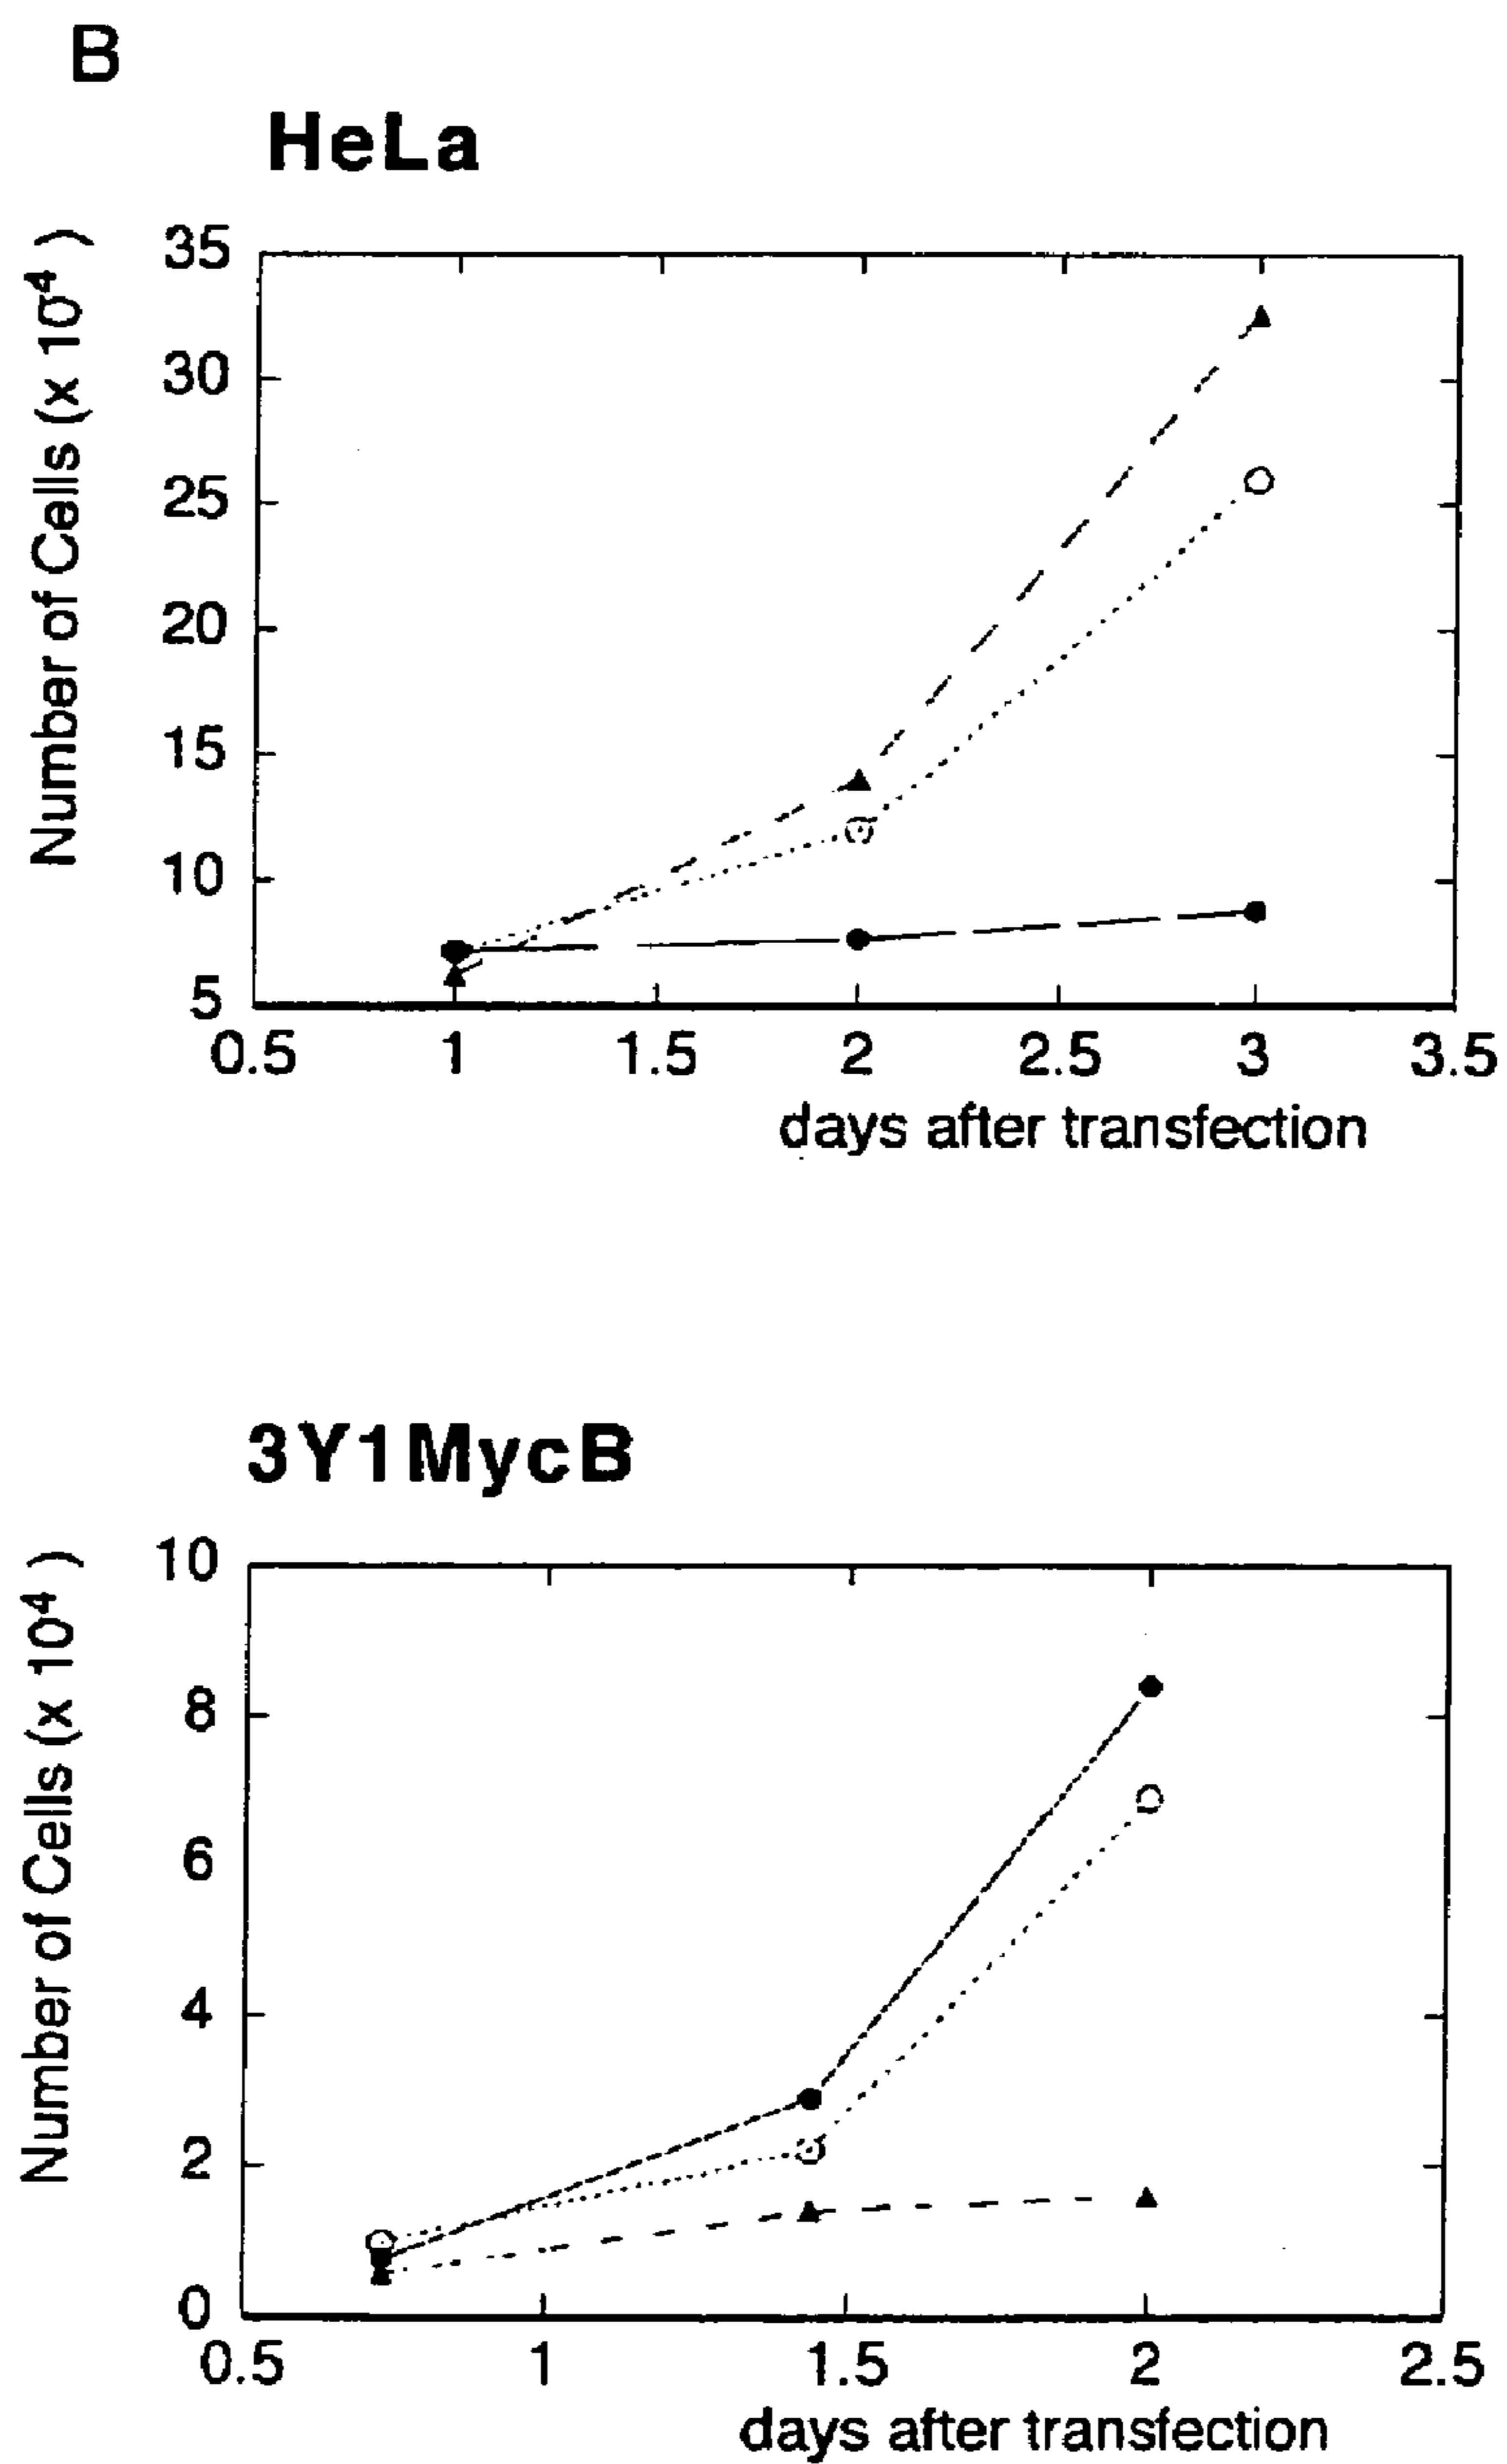 B
HeLa
Number of Cells (x 10⁴ )
35
30
25
20
15
10
5
0.5 1 1.5 2 2.5 3 3.5
days after transfection
3Y1MycB
Number of Cells (x 10⁴ )
10
8
6
4
2
0
0.5 1 1.5 2 2.5
days after transfection